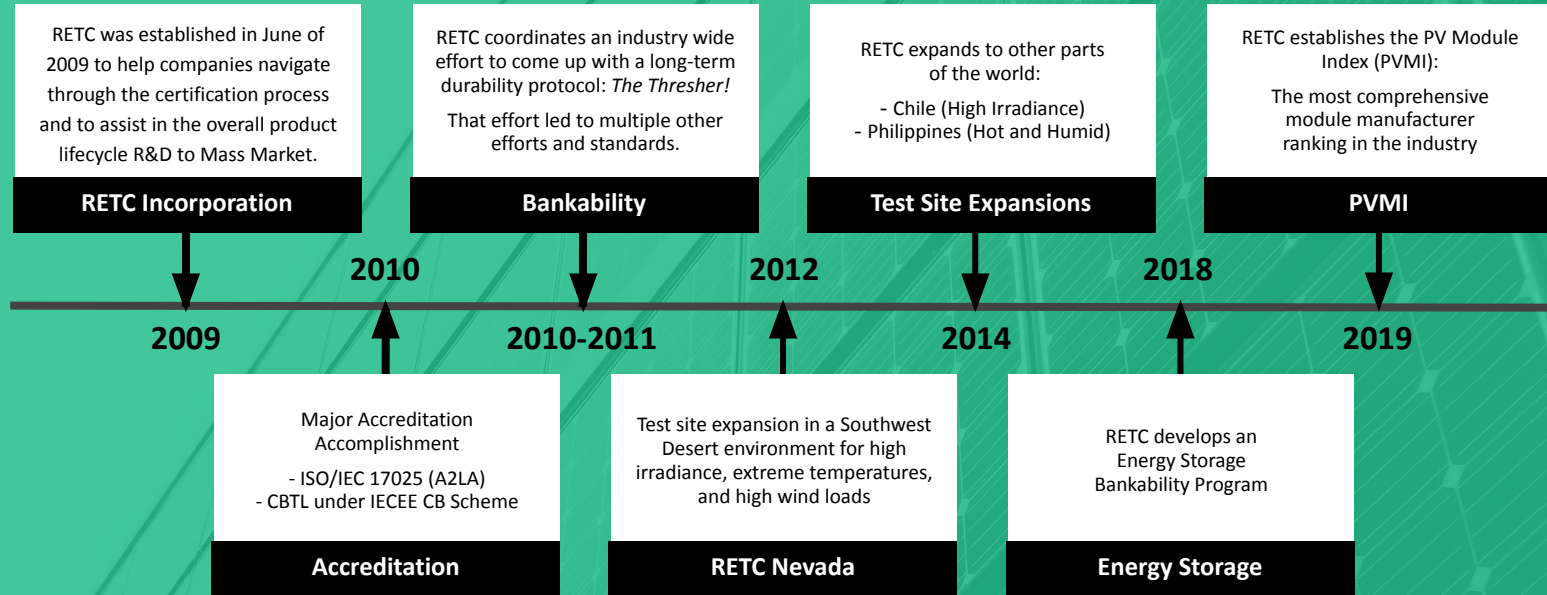 RETC was established in June of
2009 to help companies navigate
through the certification process
and to assist in the overall product
lifecycle R&D to Mass Market.
RETC Incorporation
RETC coordinates an industry wide
effort to come up with a long-term
durability protocol: The Thresher!
That effort led to multiple other
efforts and standards.
Bankability
RETC expands to other parts
of the world:
- Chile (High Irradiance)
- Philippines (Hot and Humid)
Test Site Expansions
RETC establishes the PV Module
Index (PVMI):
The most comprehensive
module manufacturer
ranking in the industry
PVMI
2010
2012
2018
2009
2010-2011
2014
2019
Major Accreditation
Accomplishment
- ISO/IEC 17025 (A2LA)
- CBTL under IECEE CB Scheme
Accreditation
Test site expansion in a Southwest
Desert environment for high
irradiance, extreme temperatures,
and high wind loads
RETC Nevada
RETC develops an
Energy Storage
Bankability Program
Energy Storage